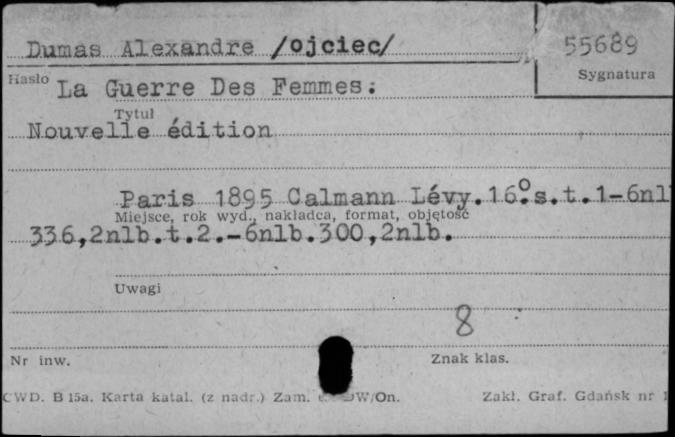 Dumas Alexandre /ojciec/
55689
Hasło
Sygnatura
La Guerre Des Femmes.
Tytuł
Nouvelle édition
Paris 1895 Calmann Lévy.16°.s.t.1-6nl
Miejsce, rok wyd., nakładca, format, objętość
336,2nlb.t.2.-6nlb.300,2nlb.
Uwagi
8
Nr inw.
Znak klas.
CWD. B 15a. Karta katal. (z nadr.) Zam. DW/On.
Zakł. Graf. Gdańsk nr 1